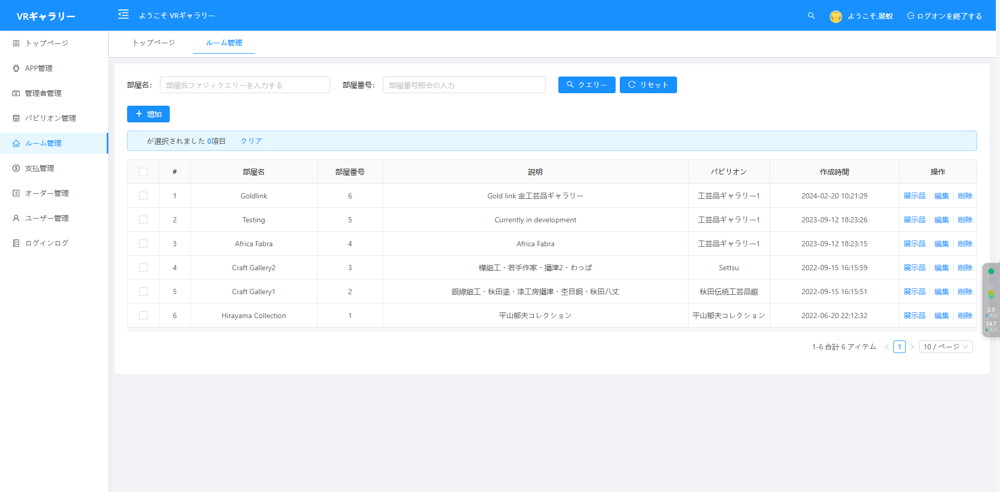 VRギャラリー
ようこそ VRギャラリー
ようこそ,景蚁
ログオンを終了する
トップページ
APP管理
管理者管理
パビリオン管理
ルーム管理
支払管理
オーダー管理
ユーザー管理
ログインログ
トップページ ルーム管理
部屋名: 部屋名ファジィクエリーを入力する 部屋番号: 部屋番号照会の入力 クエリー リセット
増加
が選択されました 0項目 クリア
# 部屋名 部屋番号 説明 パビリオン 作成時間 操作
1 Goldlink 6 Gold link 金工芸品ギャラリー 工芸品ギャラリー1 2024-02-20 10:21:29 展示品 編集 削除
2 Testing 5 Currently in development 工芸品ギャラリー1 2023-09-12 18:23:26 展示品 編集 削除
3 Africa Fabra 4 Africa Fabra 工芸品ギャラリー1 2023-09-12 18:23:15 展示品 編集 削除
4 Craft Gallery2 3 樺細工・若手作家・攝津2・わっぱ Settsu 2022-09-15 16:15:59 展示品 編集 削除
5 Craft Gallery1 2 銀線細工・秋田塗・漆工房攝津・杢目銅・秋田八丈 秋田伝統工芸品館 2022-09-15 16:15:51 展示品 編集 削除
6 Hirayama Collection 1 平山郁夫コレクション 平山郁夫コレクション 2022-06-20 22:12:32 展示品 編集 削除
1-6 合計 6 アイテム 1 10 / ページ
2.0
K/s
14.7
K/s